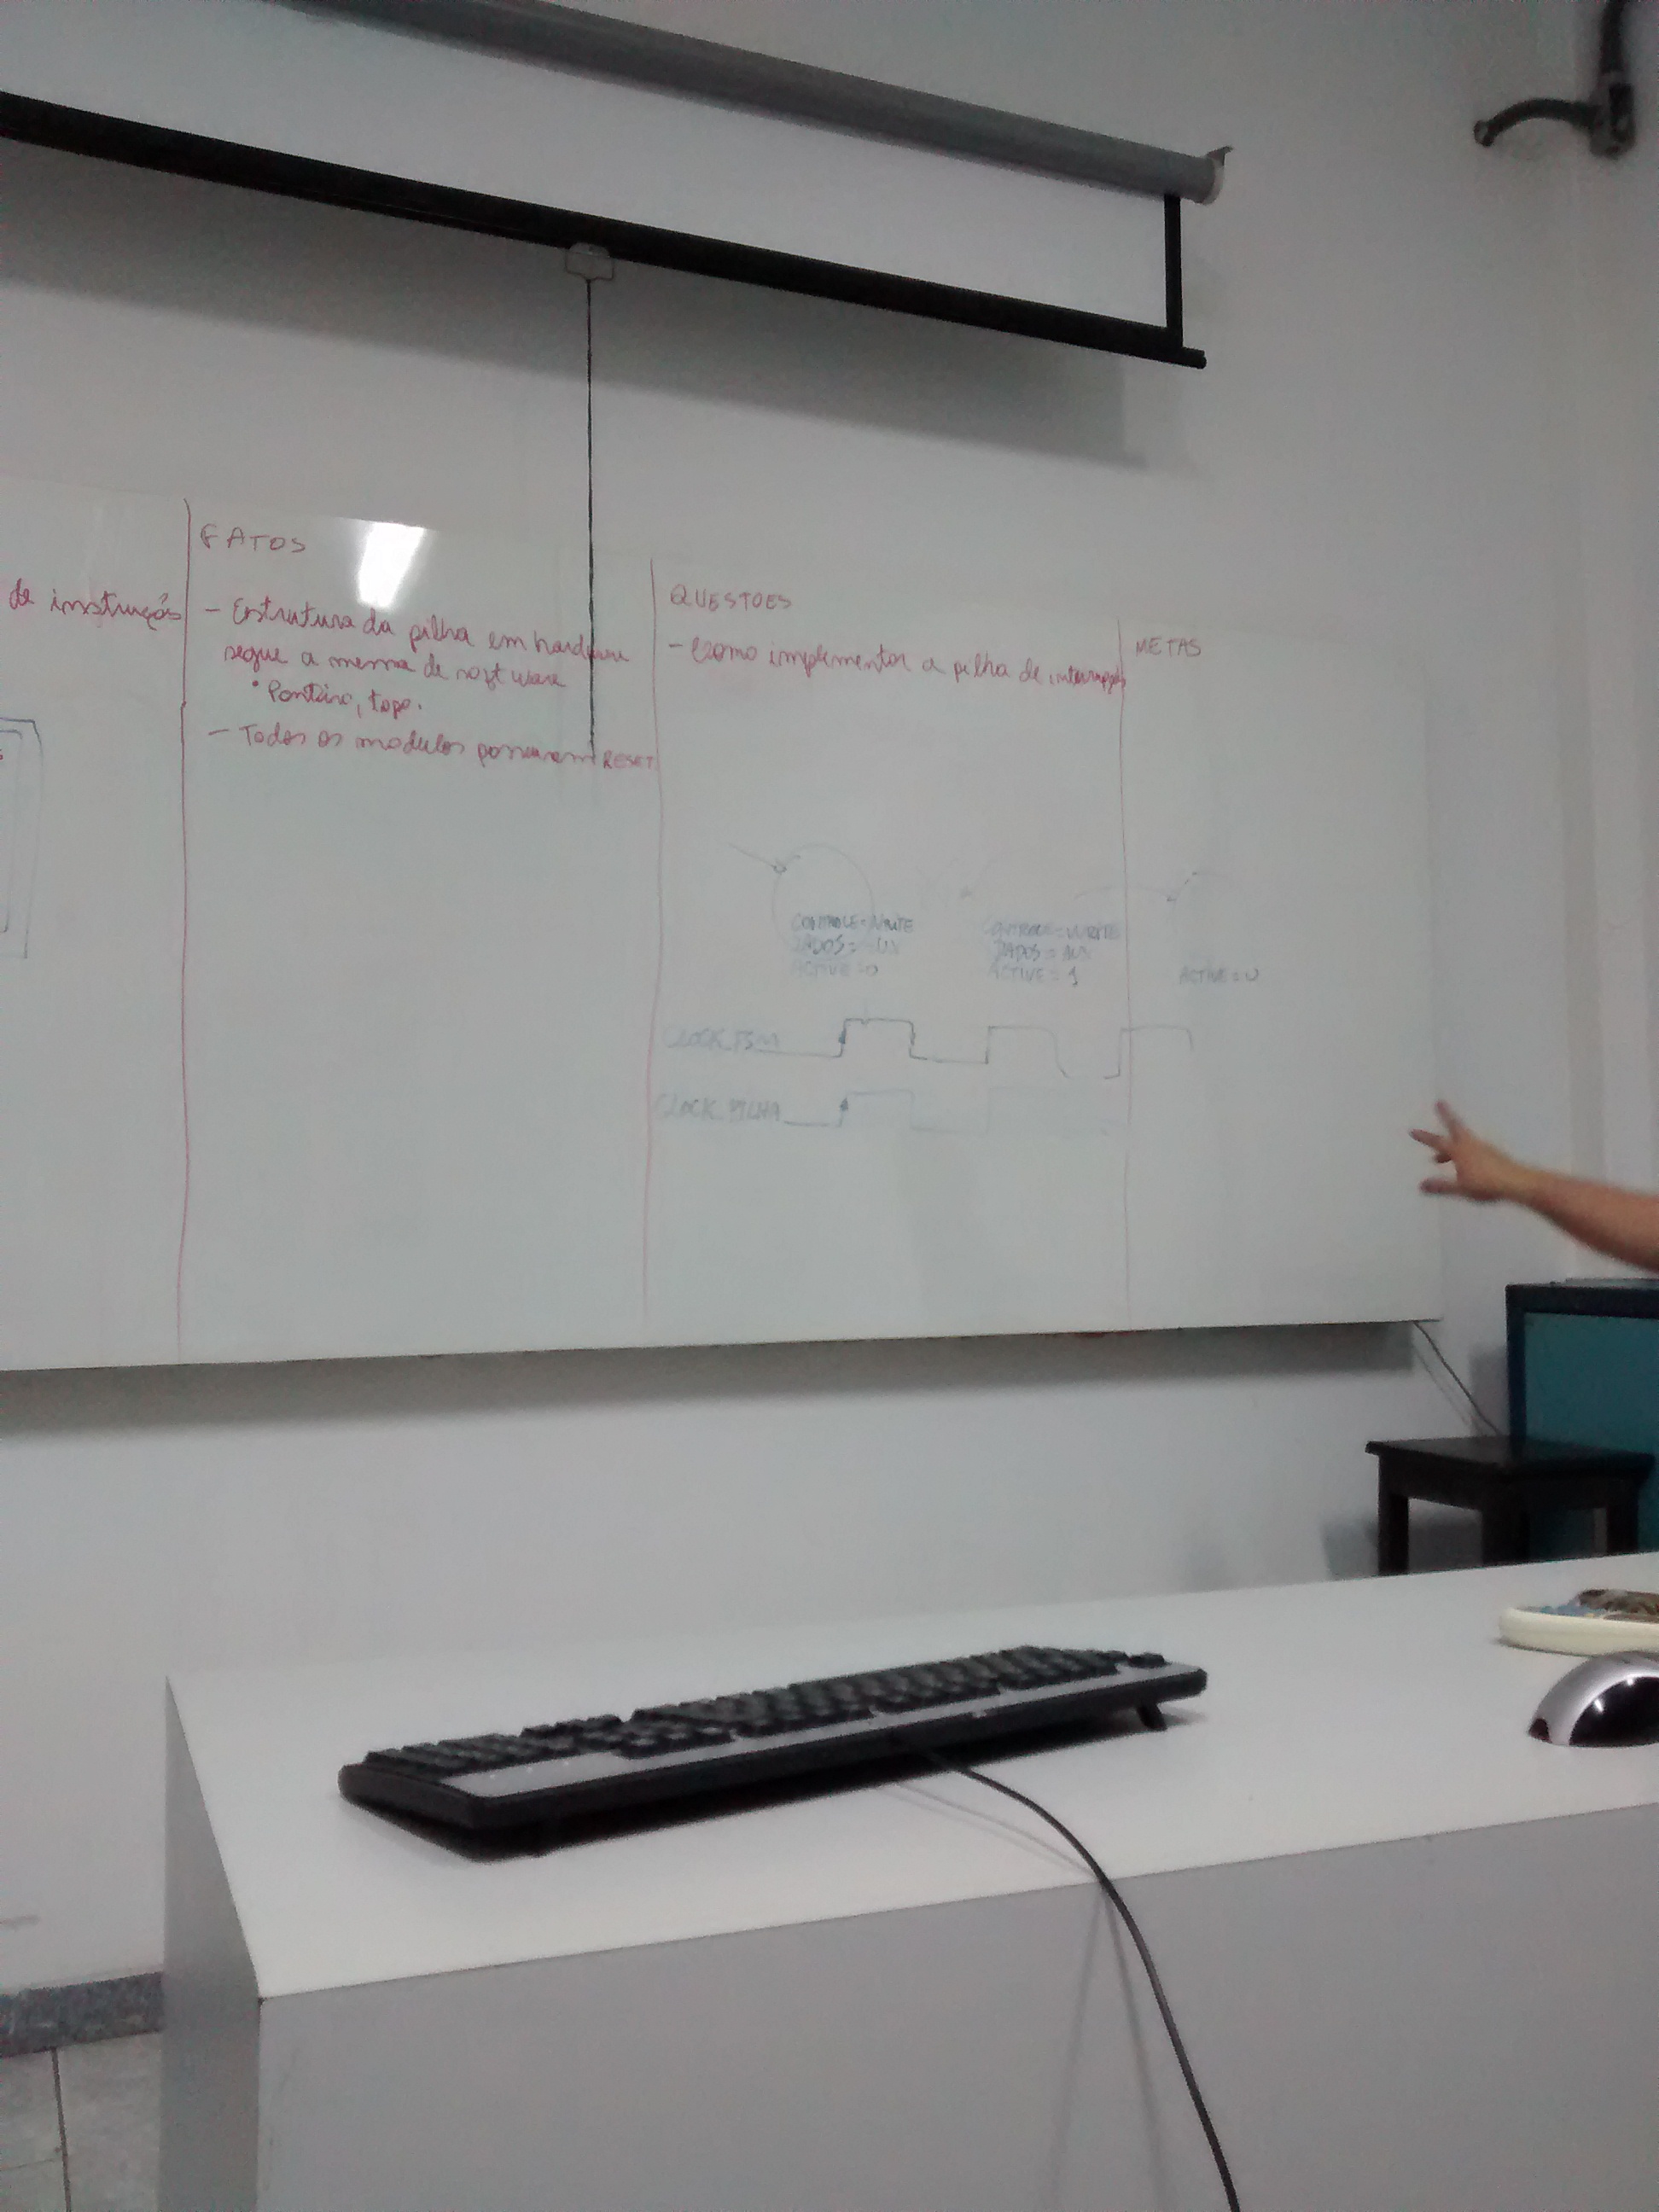 de instruções
FATOS
- Estrutura da pilha em hardware
segue a mesma de software
• Ponteiro, topo.
- Todos os modulos possuem RESET
QUESTOES
- Como implementar a pilha de interrupção
METAS
CONTROLE=WRITE
DADOS=
ACTIVE=0
CONTROLE=WRITE
DADOS=AUX
ACTIVE=1
ACTIVE=0
CLOCK_FSM
CLOCK_PILHA